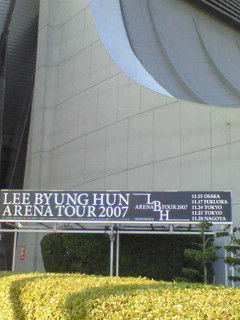 LEE BYUNG HUN
ARENA TOUR 2007
L
B
ARENA TOUR 2007
H
11.15 OSAKA
11.17 FUKUOKA
11.24 TOKYO
11.25 TOKYO
11.28 NAGOYA